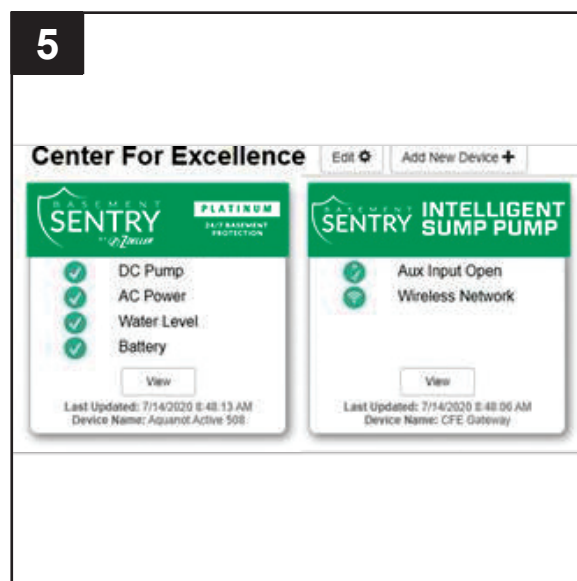 5
Center For Excellence Edit Add New Device +
BASEMENT
SENTRY
BY ZOELLER
PLATINUM
24/7 BASEMENT
PROTECTION
DC Pump
AC Power
Water Level
Battery
View
Last Updated: 7/14/2020 8:48:13 AM
Device Name: Aquanot Active 508
BASEMENT
SENTRY
INTELLIGENT
SUMP PUMP
Aux Input Open
Wireless Network
View
Last Updated: 7/14/2020 8:48:06 AM
Device Name: CFE Gateway